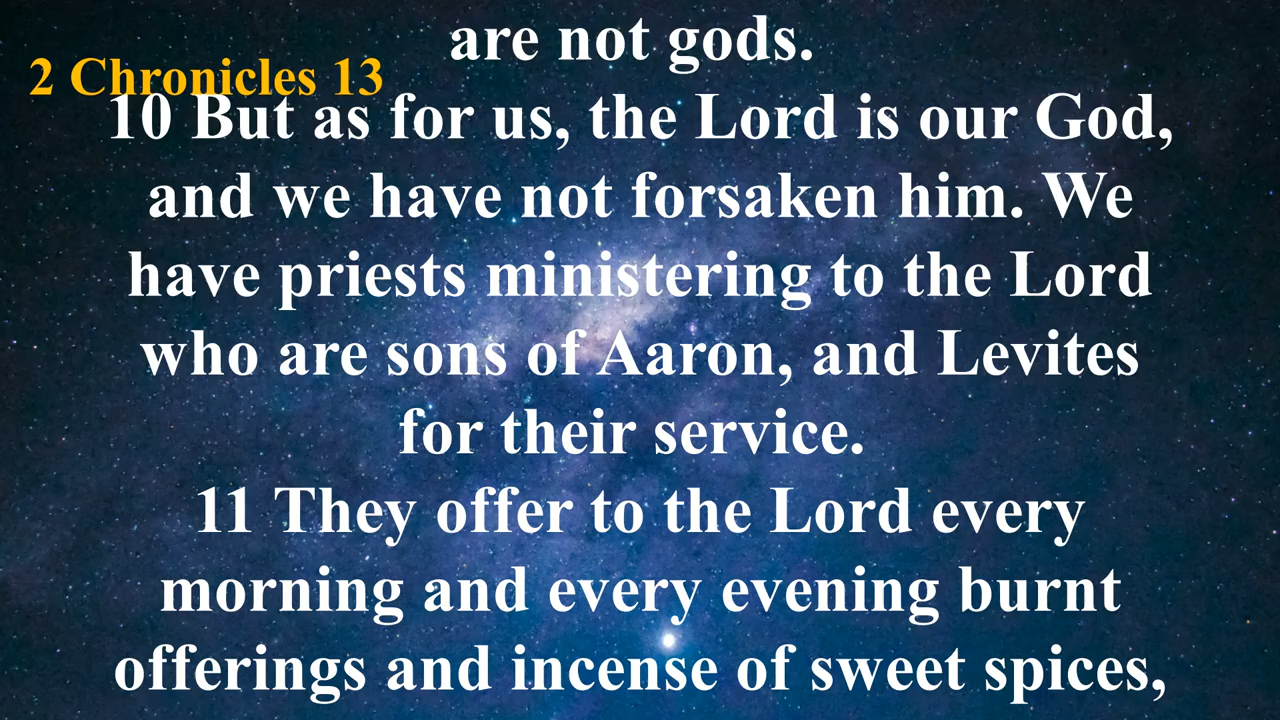 are not gods.
2 Chronicles 13
10 But as for us, the Lord is our God,
and we have not forsaken him. We
have priests ministering to the Lord
who are sons of Aaron, and Levites
for their service.
11 They offer to the Lord every
morning and every evening burnt
offerings and incense of sweet spices,